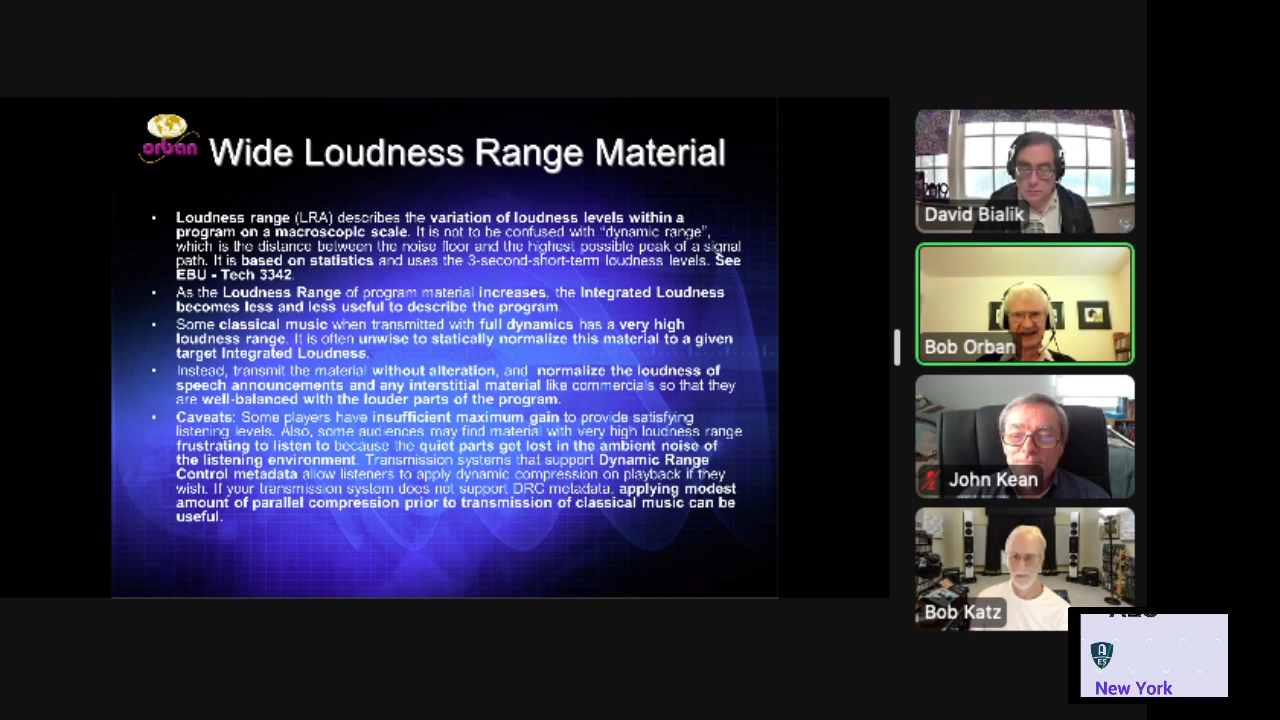 orban
Wide Loudness Range Material
• Loudness range (LRA) describes the variation of loudness levels within a
program on a macroscopic scale. It is not to be confused with “dynamic range”,
which is the distance between the noise floor and the highest possible peak of a signal
path. It is based on statistics and uses the 3-second-short-term loudness levels. See
EBU - Tech 3342.
• As the Loudness Range of program material increases, the Integrated Loudness
becomes less and less useful to describe the program.
• Some classical music when transmitted with full dynamics has a very high
loudness range. It is often unwise to statically normalize this material to a given
target Integrated Loudness.
• Instead, transmit the material without alteration, and normalize the loudness of
speech announcements and any interstitial material like commercials so that they
are well-balanced with the louder parts of the program.
• Caveats: Some players have insufficient maximum gain to provide satisfying
listening levels. Also, some audiences may find material with very high loudness range
frustrating to listen to because the quiet parts get lost in the ambient noise of
the listening environment. Transmission systems that support Dynamic Range
Control metadata allow listeners to apply dynamic compression on playback if they
wish. If your transmission system does not support DRC metadata, applying modest
amount of parallel compression prior to transmission of classical music can be
useful.
David Bialik
Bob Orban
John Kean
Bob Katz
A
ES
New York